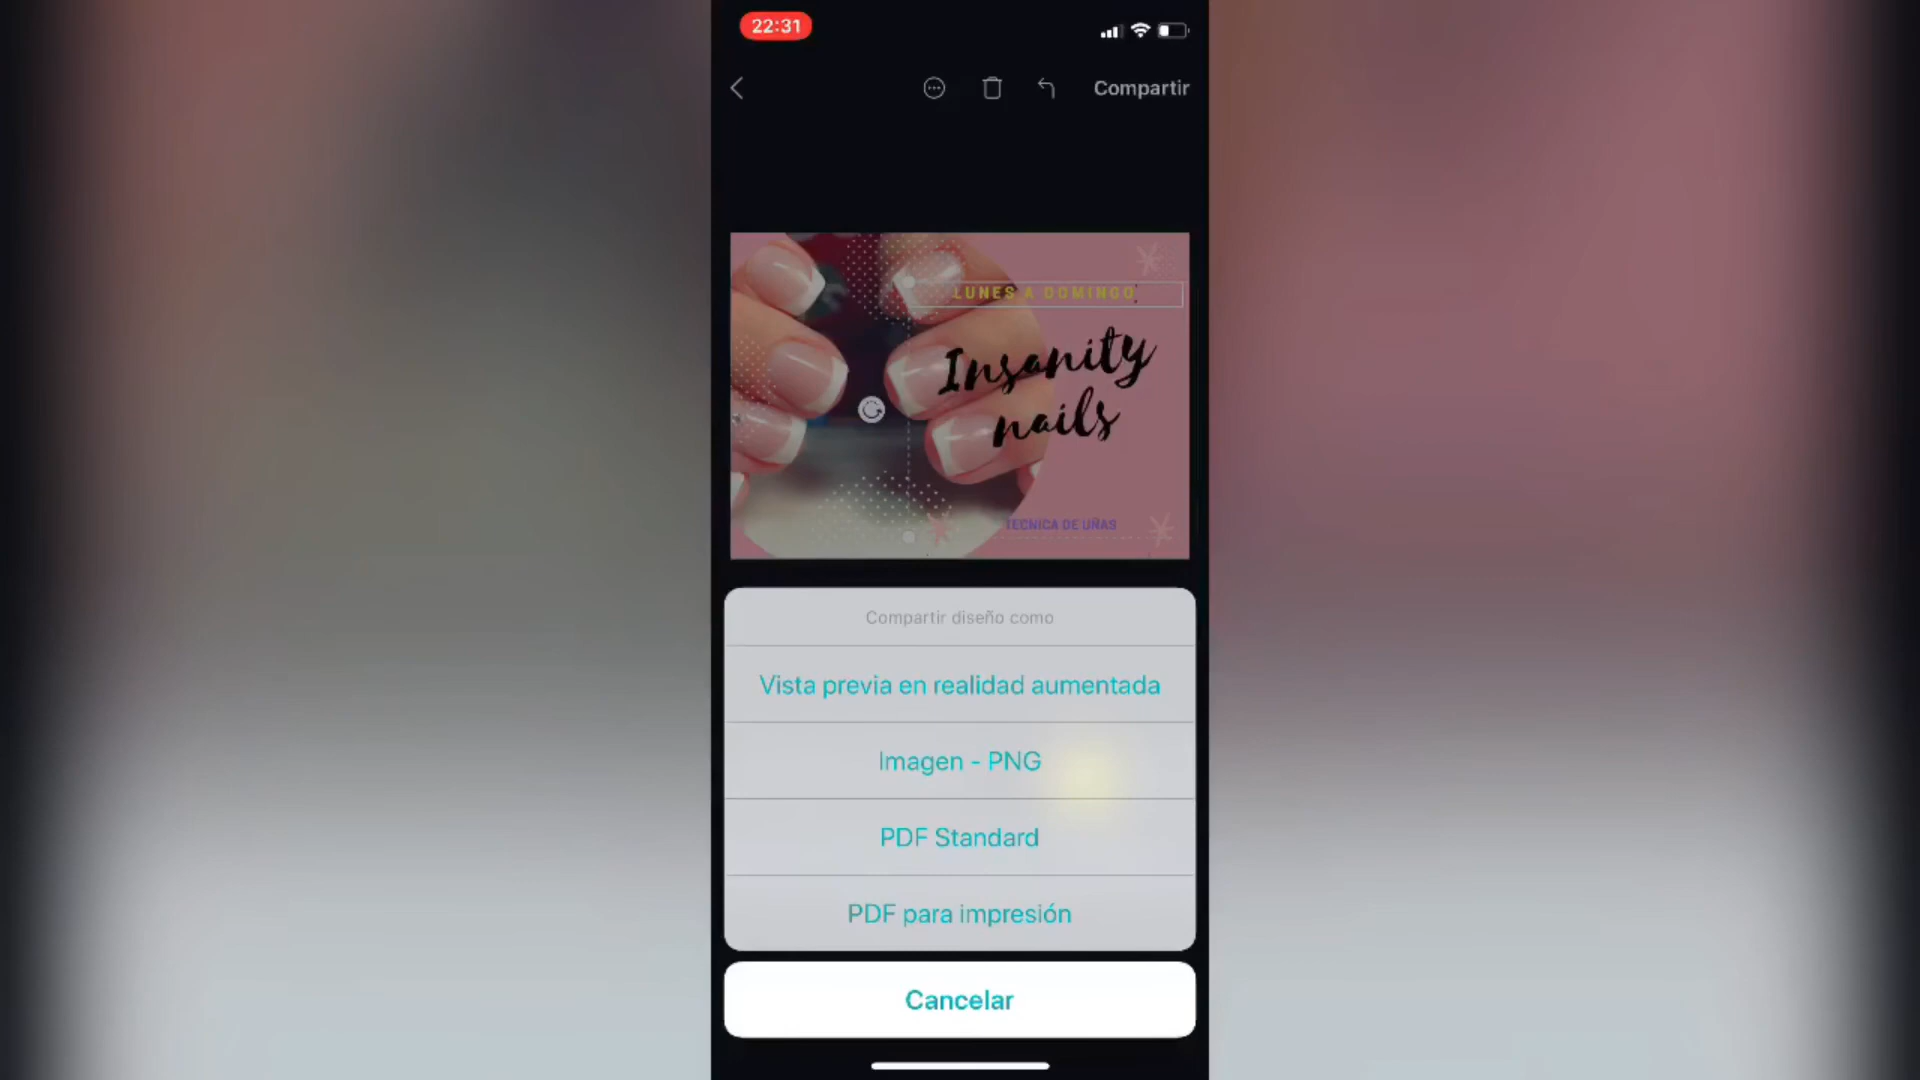 22:31
Compartir
LUNES A DOMINGO
Insanity
nails
TECNICA DE UÑAS
Compartir diseño como
Vista previa en realidad aumentada
Imagen - PNG
PDF Standard
PDF para impresión
Cancelar